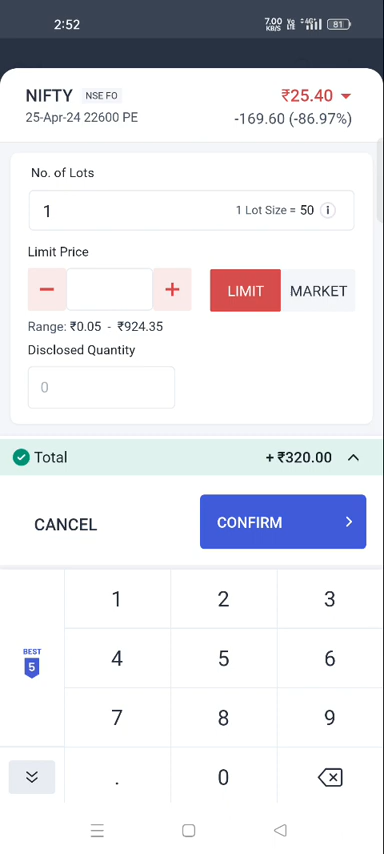 2:52
7.00 KB/S Vo LTE 4G 81
NIFTY NSE FO
₹25.40
25-Apr-24 22600 PE
-169.60 (-86.97%)
No. of Lots
1
1 Lot Size = 50
Limit Price
LIMIT MARKET
Range: ₹0.05 - ₹924.35
Disclosed Quantity
0
Total
+ ₹320.00
CANCEL
CONFIRM
1 2 3
BEST
5
4 5 6
7 8 9
. 0